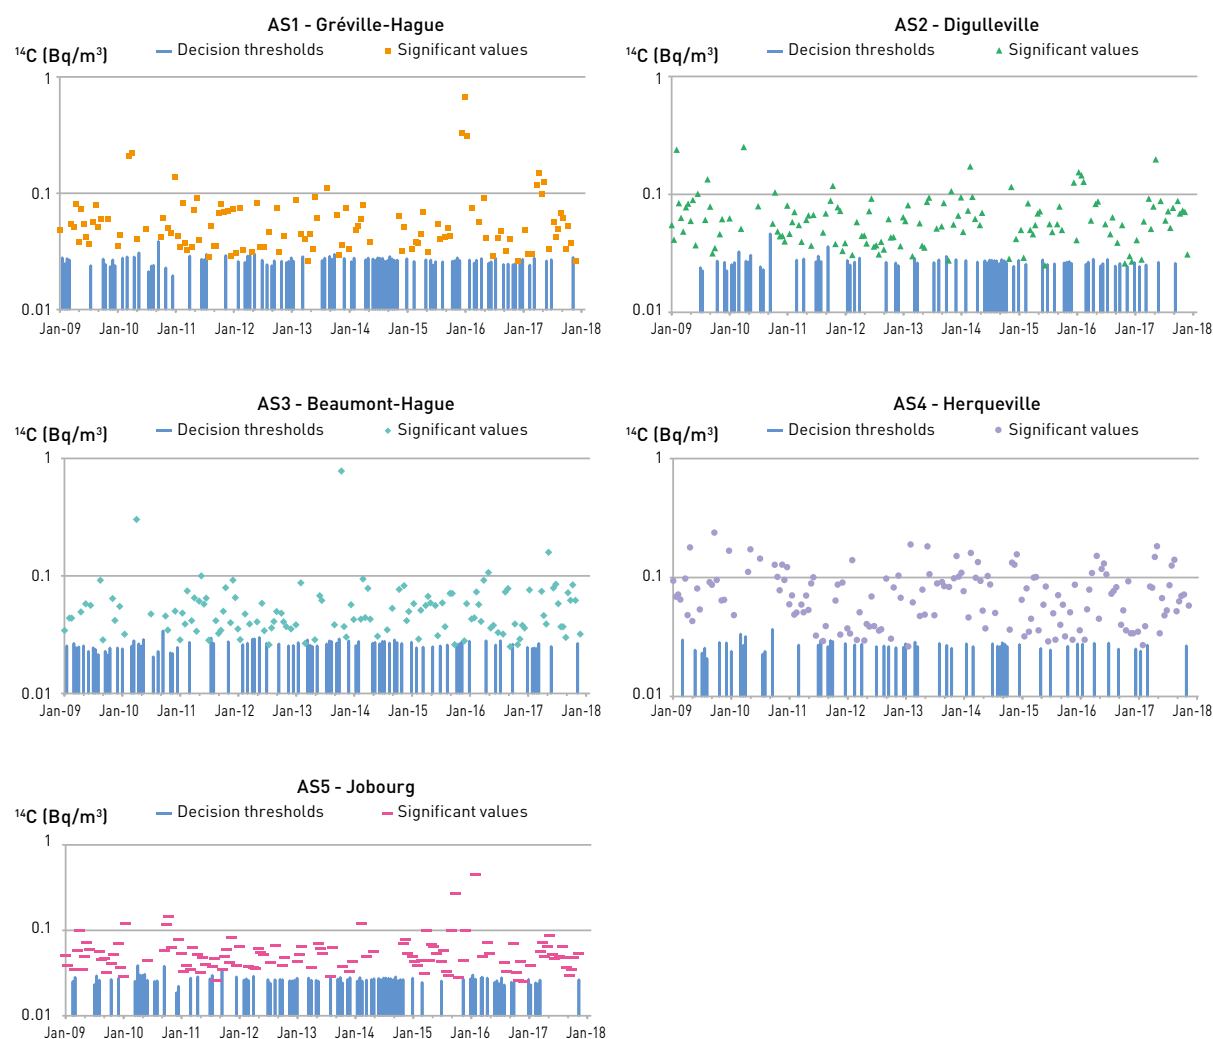 AS1 - Gréville-Hague
¹⁴C (Bq/m³)
Decision thresholds
Significant values
1
0.1
0.01
Jan-09 Jan-10 Jan-11 Jan-12 Jan-13 Jan-14 Jan-15 Jan-16 Jan-17 Jan-18
AS2 - Digulleville
¹⁴C (Bq/m³)
Decision thresholds
Significant values
1
0.1
0.01
Jan-09 Jan-10 Jan-11 Jan-12 Jan-13 Jan-14 Jan-15 Jan-16 Jan-17 Jan-18
AS3 - Beaumont-Hague
¹⁴C (Bq/m³)
Decision thresholds
Significant values
1
0.1
0.01
Jan-09 Jan-10 Jan-11 Jan-12 Jan-13 Jan-14 Jan-15 Jan-16 Jan-17 Jan-18
AS4 - Herqueville
¹⁴C (Bq/m³)
Decision thresholds
Significant values
1
0.1
0.01
Jan-09 Jan-10 Jan-11 Jan-12 Jan-13 Jan-14 Jan-15 Jan-16 Jan-17 Jan-18
AS5 - Jobourg
¹⁴C (Bq/m³)
Decision thresholds
Significant values
1
0.1
0.01
Jan-09 Jan-10 Jan-11 Jan-12 Jan-13 Jan-14 Jan-15 Jan-16 Jan-17 Jan-18